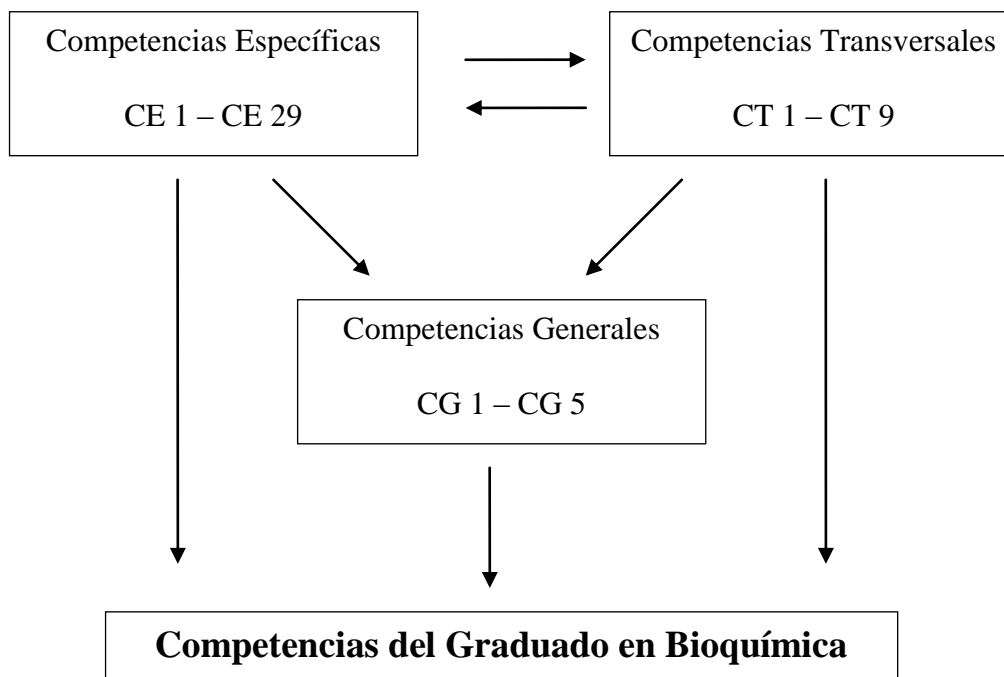 Competencias Específicas
CE 1 – CE 29
Competencias Transversales
CT 1 – CT 9
Competencias Generales
CG 1 – CG 5
Competencias del Graduado en Bioquímica